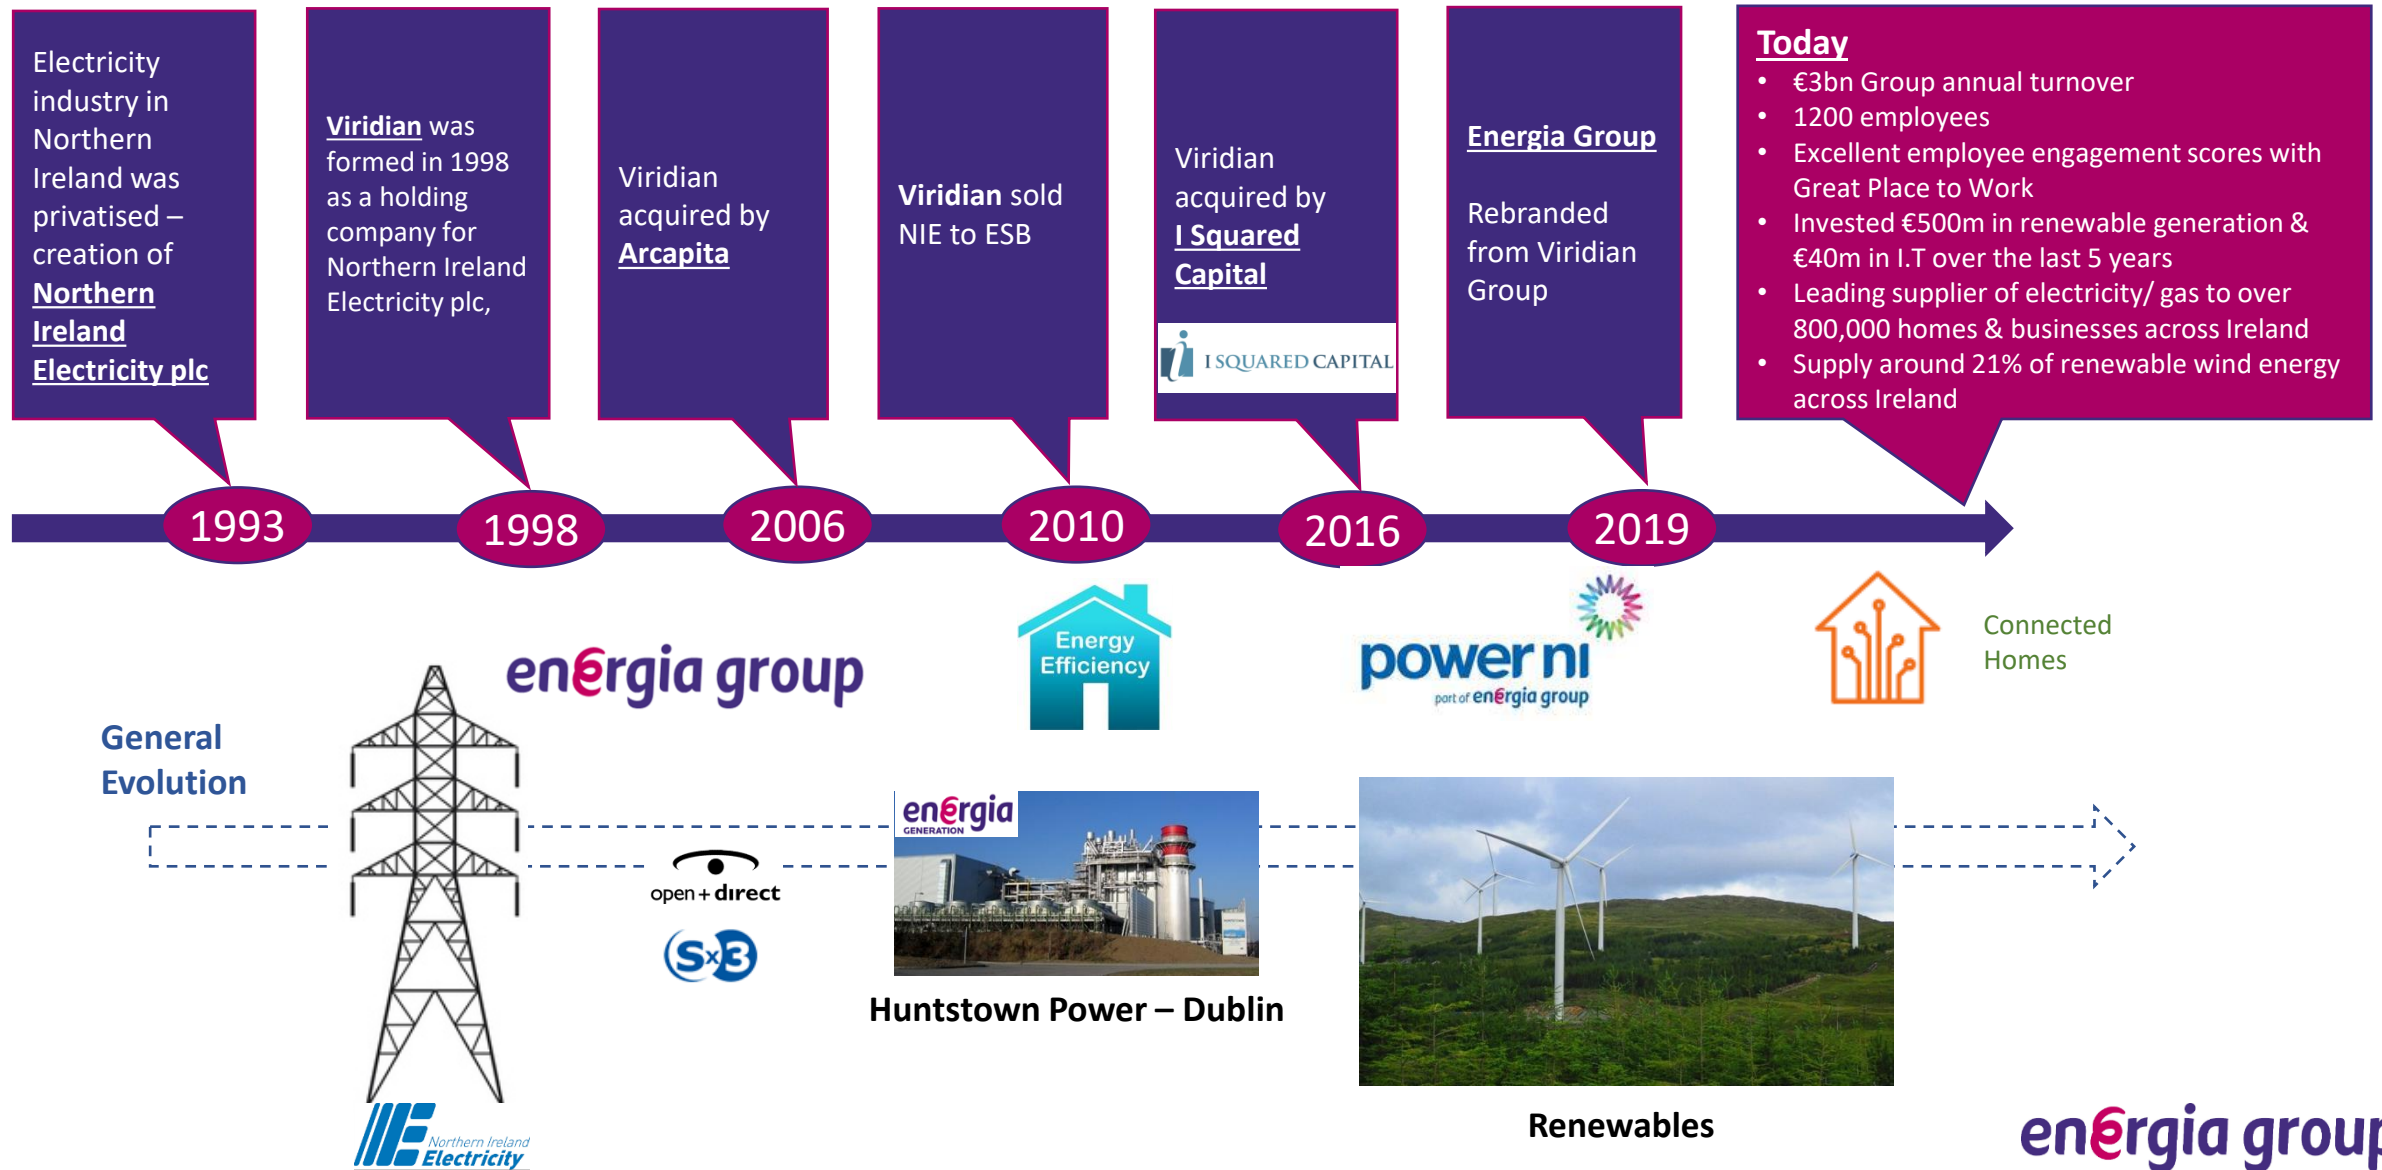 Electricity
industry in
Northern
Ireland was
privatised –
creation of
Northern
Ireland
Electricity plc
Viridian was
formed in 1998
as a holding
company for
Northern Ireland
Electricity plc,
Viridian
acquired by
Arcapita
Viridian sold
NIE to ESB
Viridian
acquired by
I Squared
Capital
I SQUARED CAPITAL
Energia Group
Rebranded
from Viridian
Group
Today
• €3bn Group annual turnover
• 1200 employees
• Excellent employee engagement scores with
Great Place to Work
• Invested €500m in renewable generation &
€40m in I.T over the last 5 years
• Leading supplier of electricity/ gas to over
800,000 homes & businesses across Ireland
• Supply around 21% of renewable wind energy
across Ireland
1993
1998
2006
2010
2016
2019
energia group
Energy
Efficiency
power ni
part of energia group
Connected
Homes
General
Evolution
open+direct
Sx3
energia
GENERATION
Huntstown Power – Dublin
Renewables
Northern Ireland
Electricity
energia group